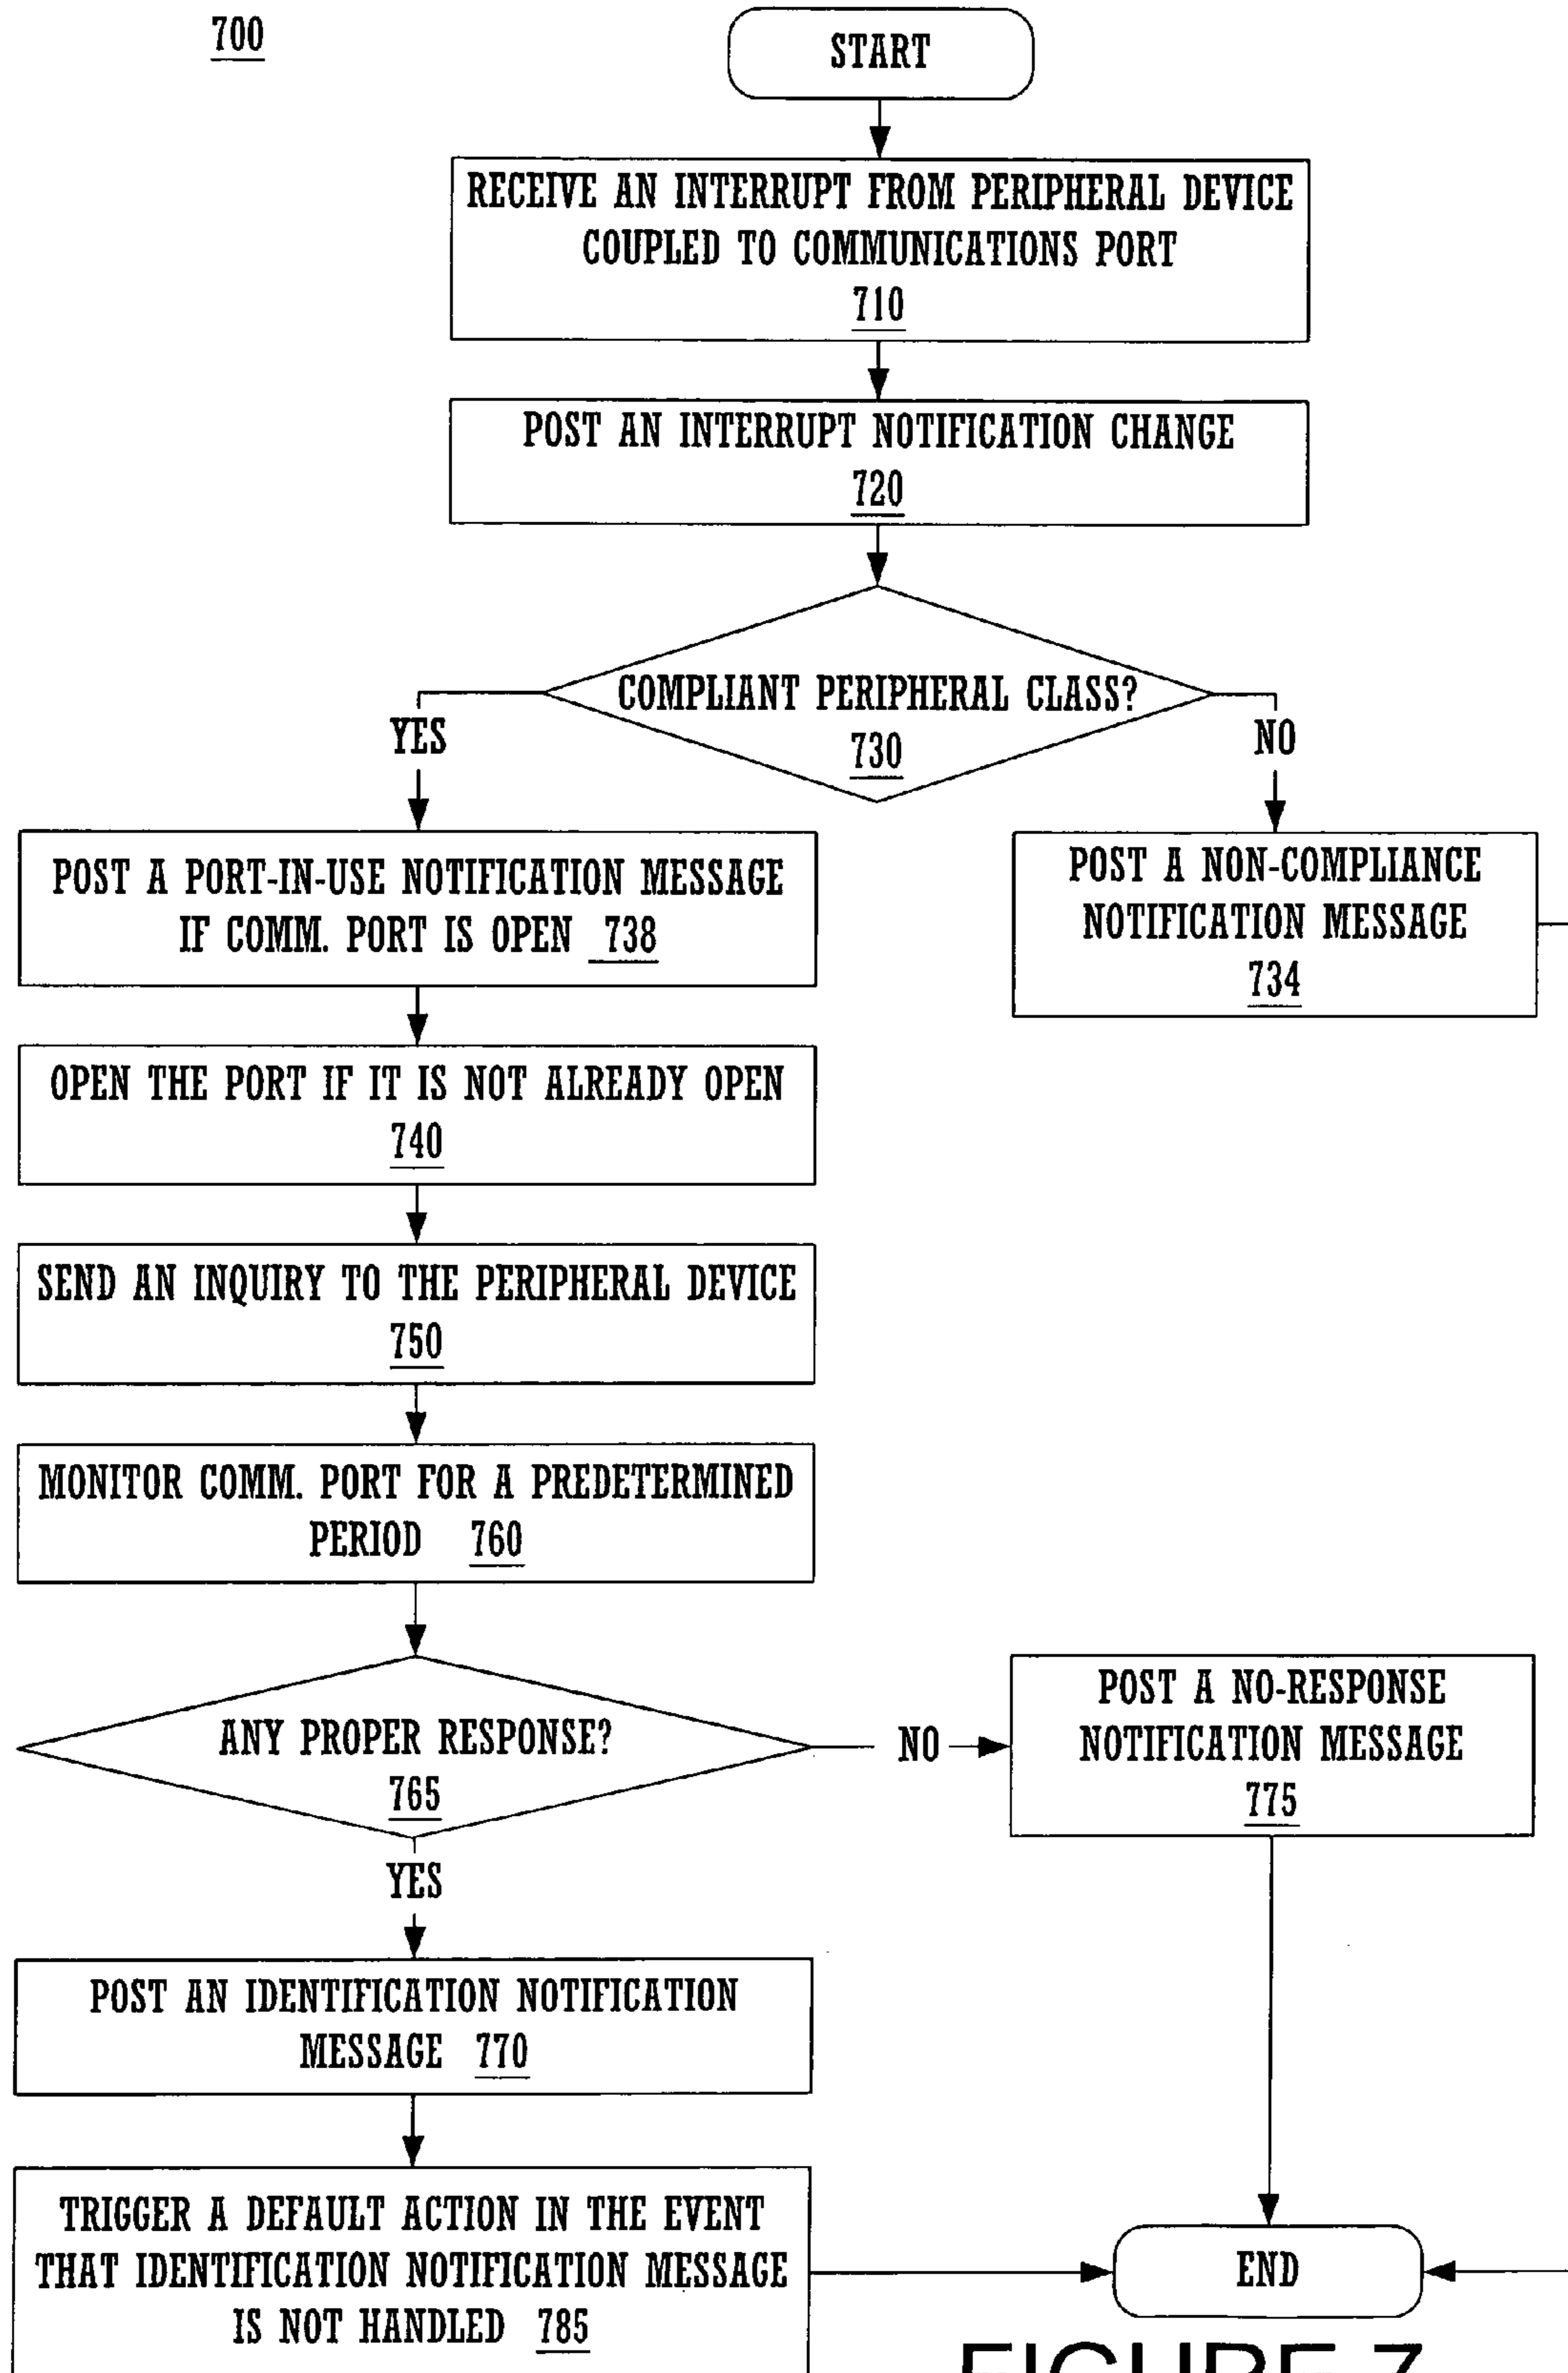 700
START
RECEIVE AN INTERRUPT FROM PERIPHERAL DEVICE
COUPLED TO COMMUNICATIONS PORT
710
POST AN INTERRUPT NOTIFICATION CHANGE
720
COMPLIANT PERIPHERAL CLASS?
730
YES
NO
POST A PORT-IN-USE NOTIFICATION MESSAGE
IF COMM. PORT IS OPEN 738
POST A NON-COMPLIANCE
NOTIFICATION MESSAGE
734
OPEN THE PORT IF IT IS NOT ALREADY OPEN
740
SEND AN INQUIRY TO THE PERIPHERAL DEVICE
750
MONITOR COMM. PORT FOR A PREDETERMINED
PERIOD 760
ANY PROPER RESPONSE?
765
NO
POST A NO-RESPONSE
NOTIFICATION MESSAGE
775
YES
POST AN IDENTIFICATION NOTIFICATION
MESSAGE 770
TRIGGER A DEFAULT ACTION IN THE EVENT
THAT IDENTIFICATION NOTIFICATION MESSAGE
IS NOT HANDLED 785
END
FIGURE 7